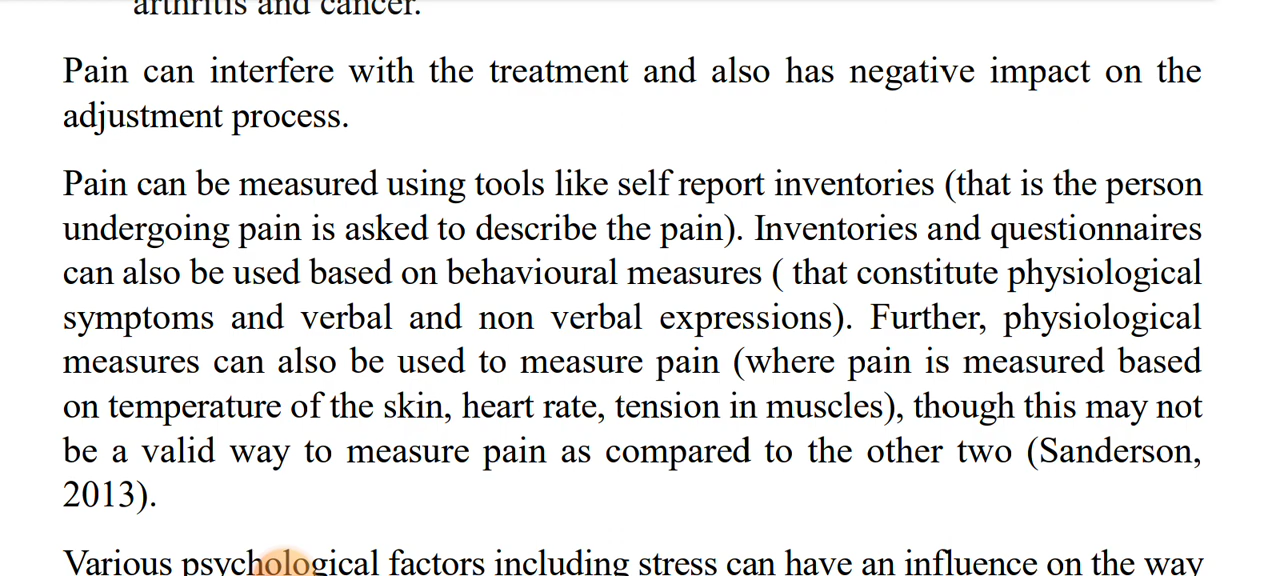 arthritis and cancer.
Pain can interfere with the treatment and also has negative impact on the
adjustment process.
Pain can be measured using tools like self report inventories (that is the person
undergoing pain is asked to describe the pain). Inventories and questionnaires
can also be used based on behavioural measures ( that constitute physiological
symptoms and verbal and non verbal expressions). Further, physiological
measures can also be used to measure pain (where pain is measured based
on temperature of the skin, heart rate, tension in muscles), though this may not
be a valid way to measure pain as compared to the other two (Sanderson,
2013).
Various psychological factors including stress can have an influence on the way